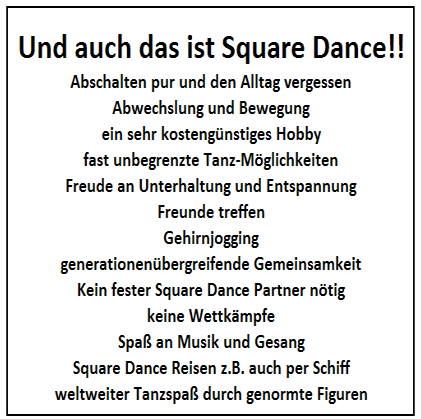 Und auch das ist Square Dance!!
Abschalten pur und den Alltag vergessen
Abwechslung und Bewegung
ein sehr kostengünstiges Hobby
fast unbegrenzte Tanz-Möglichkeiten
Freude an Unterhaltung und Entspannung
Freunde treffen
Gehirnjogging
generationenübergreifende Gemeinsamkeit
Kein fester Square Dance Partner nötig
keine Wettkämpfe
Spaß an Musik und Gesang
Square Dance Reisen z.B. auch per Schiff
weltweiter Tanzspaß durch genormte Figuren